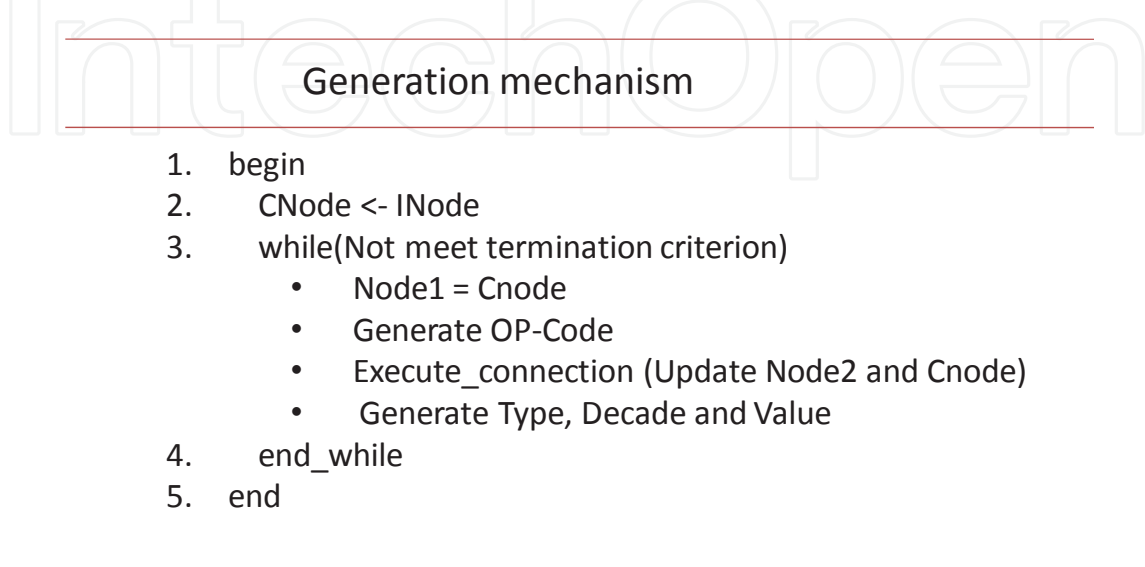 IntechOpen
Generation mechanism
1. begin
2. CNode <- INode
3. while(Not meet termination criterion)
• Node1 = Cnode
• Generate OP-Code
• Execute_connection (Update Node2 and Cnode)
• Generate Type, Decade and Value
4. end_while
5. end